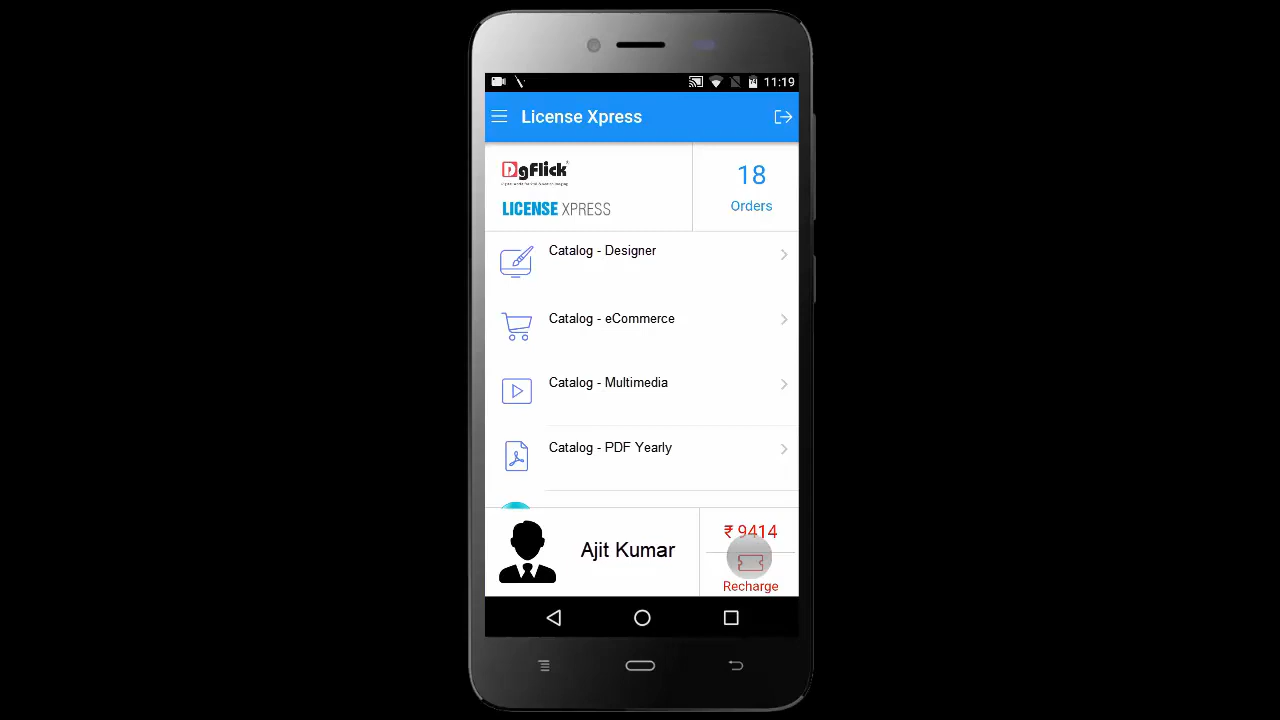 11:19
License Xpress
DgFlick
LICENSE XPRESS
18
Orders
Catalog - Designer
Catalog - eCommerce
Catalog - Multimedia
Catalog - PDF Yearly
Ajit Kumar
₹ 9414
Recharge